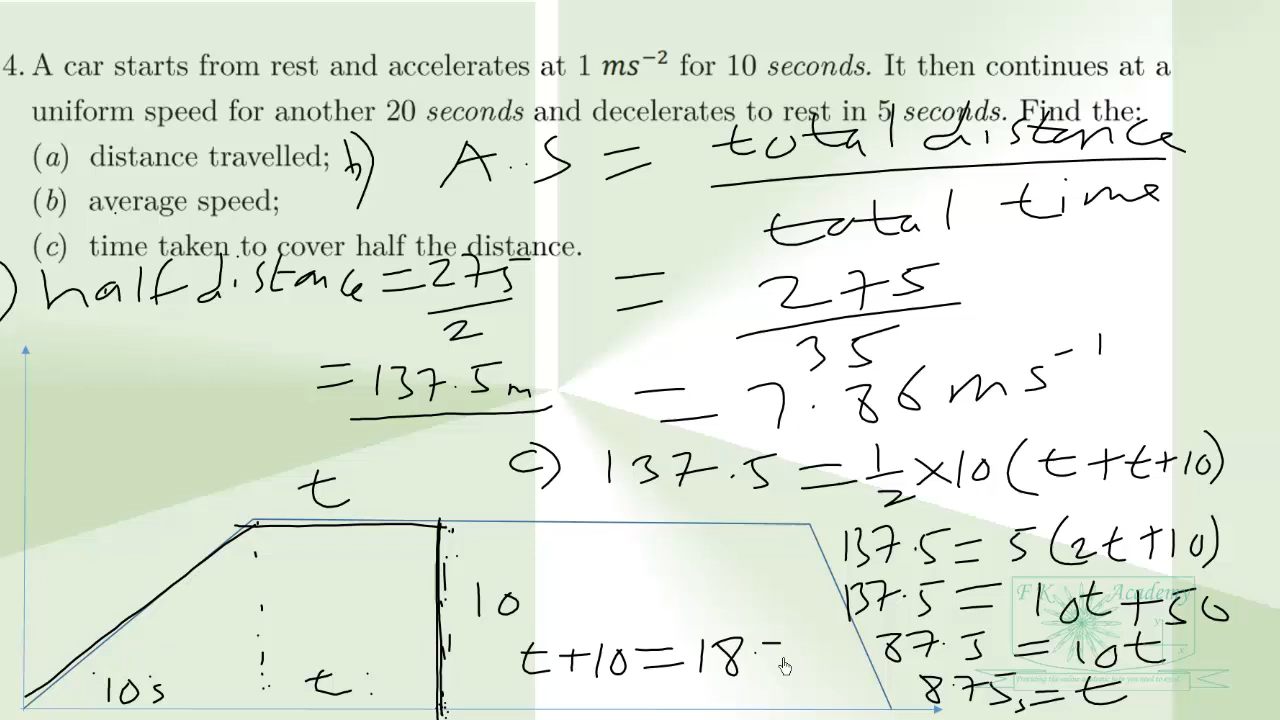 4. A car starts from rest and accelerates at 1 ms⁻² for 10 seconds. It then continues at a
uniform speed for another 20 seconds and decelerates to rest in 5 seconds. Find the:
(a) distance travelled;
(b) average speed;
(c) time taken to cover half the distance.
b) A.S = total distance / total time
= 275 / 35
= 7.86 ms⁻¹
) half distance = 275 / 2
= 137.5 m
c) 137.5 = 1/2 × 10 (t + t + 10)
137.5 = 5 (2t + 10)
137.5 = 10t + 50
87.5 = 10t
8.75s = t
t
10
t + 10 = 18.
10s
t
F K Academy